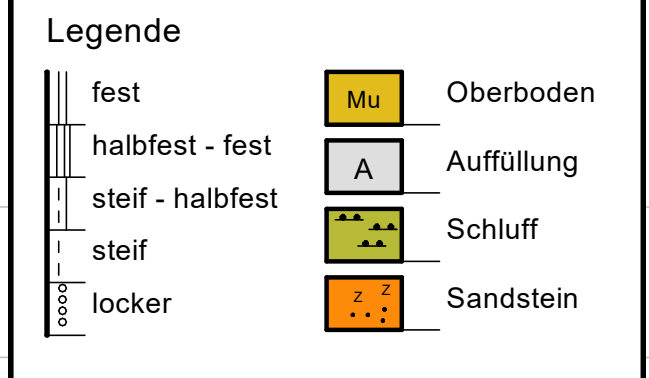 Legende
fest
halbfest - fest
steif - halbfest
steif
locker
Mu Oberboden
A Auffüllung
Schluff
z z Sandstein